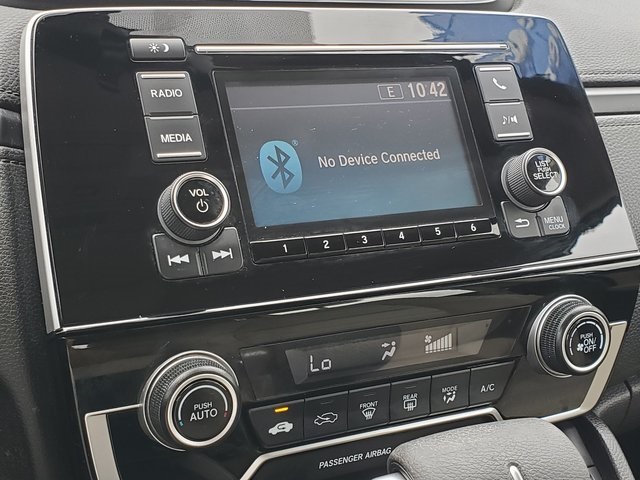 E 10:42
RADIO
MEDIA
No Device Connected
VOL
LIST
PUSH
SELECT
MENU
CLOCK
1 2 3 4 5 6
Lo
PUSH
AUTO
PUSH
ON/
OFF
FRONT
REAR
MODE
A/C
PASSENGER AIRBAG